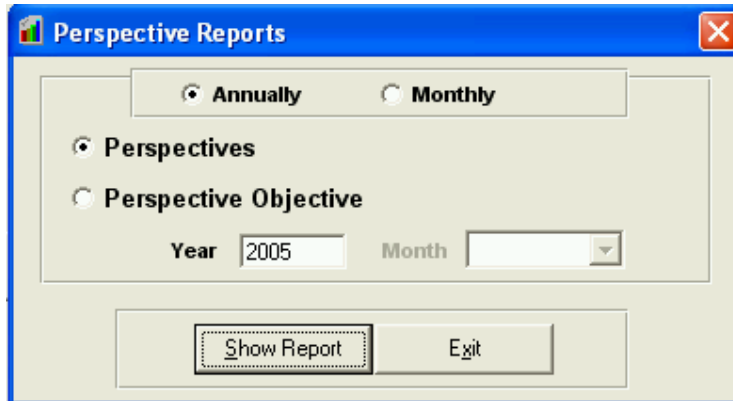 Perspective Reports
Annually Monthly
Perspectives
Perspective Objective
Year 2005 Month
Show Report Exit